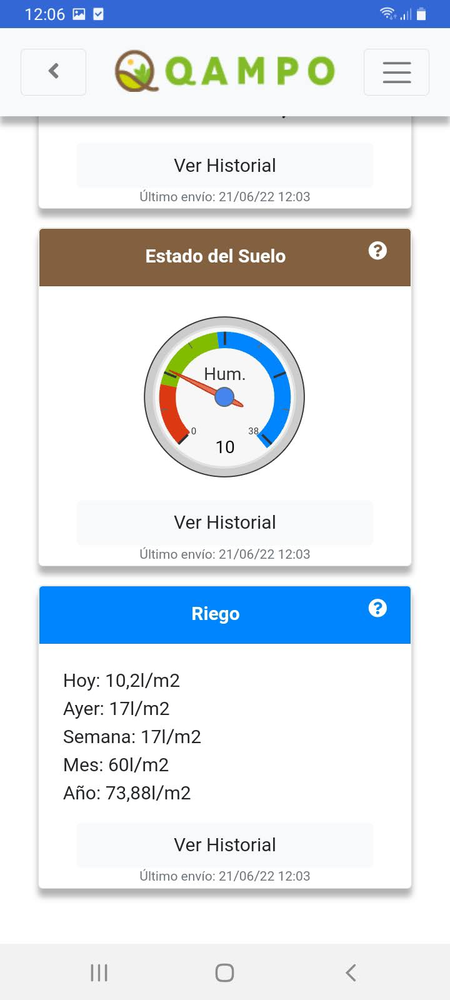 12:06
QAMPO
Ver Historial
Último envío: 21/06/22 12:03
Estado del Suelo
?
Hum.
0
38
10
Ver Historial
Último envío: 21/06/22 12:03
Riego
?
Hoy: 10,2l/m2
Ayer: 17l/m2
Semana: 17l/m2
Mes: 60l/m2
Año: 73,88l/m2
Ver Historial
Último envío: 21/06/22 12:03